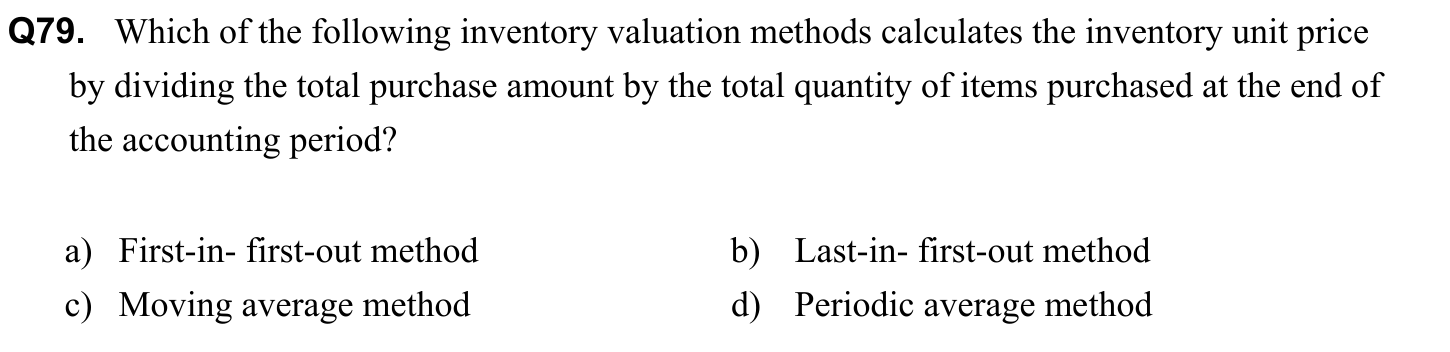 Q79. Which of the following inventory valuation methods calculates the inventory unit price
by dividing the total purchase amount by the total quantity of items purchased at the end of
the accounting period?
a) First-in- first-out method b) Last-in- first-out method
c) Moving average method d) Periodic average method